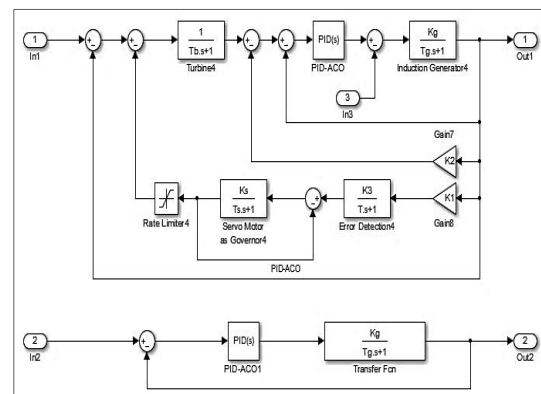 1
In1
+
-
+
-
1
Tb.s+1
Turbine4
+
-
+
-
PID(s)
PID-ACO
+
-
Kg
Tg.s+1
Induction Generator4
1
Out1
3
In3
Gain7
K2
Rate Limiter4
Ks
Ts.s+1
Servo Motor
as Governor4
-
+
K3
T.s+1
Error Detection4
K1
Gain8
PID-ACO
2
In2
+
-
PID(s)
PID-ACO1
Kg
Tg.s+1
Transfer Fcn
2
Out2